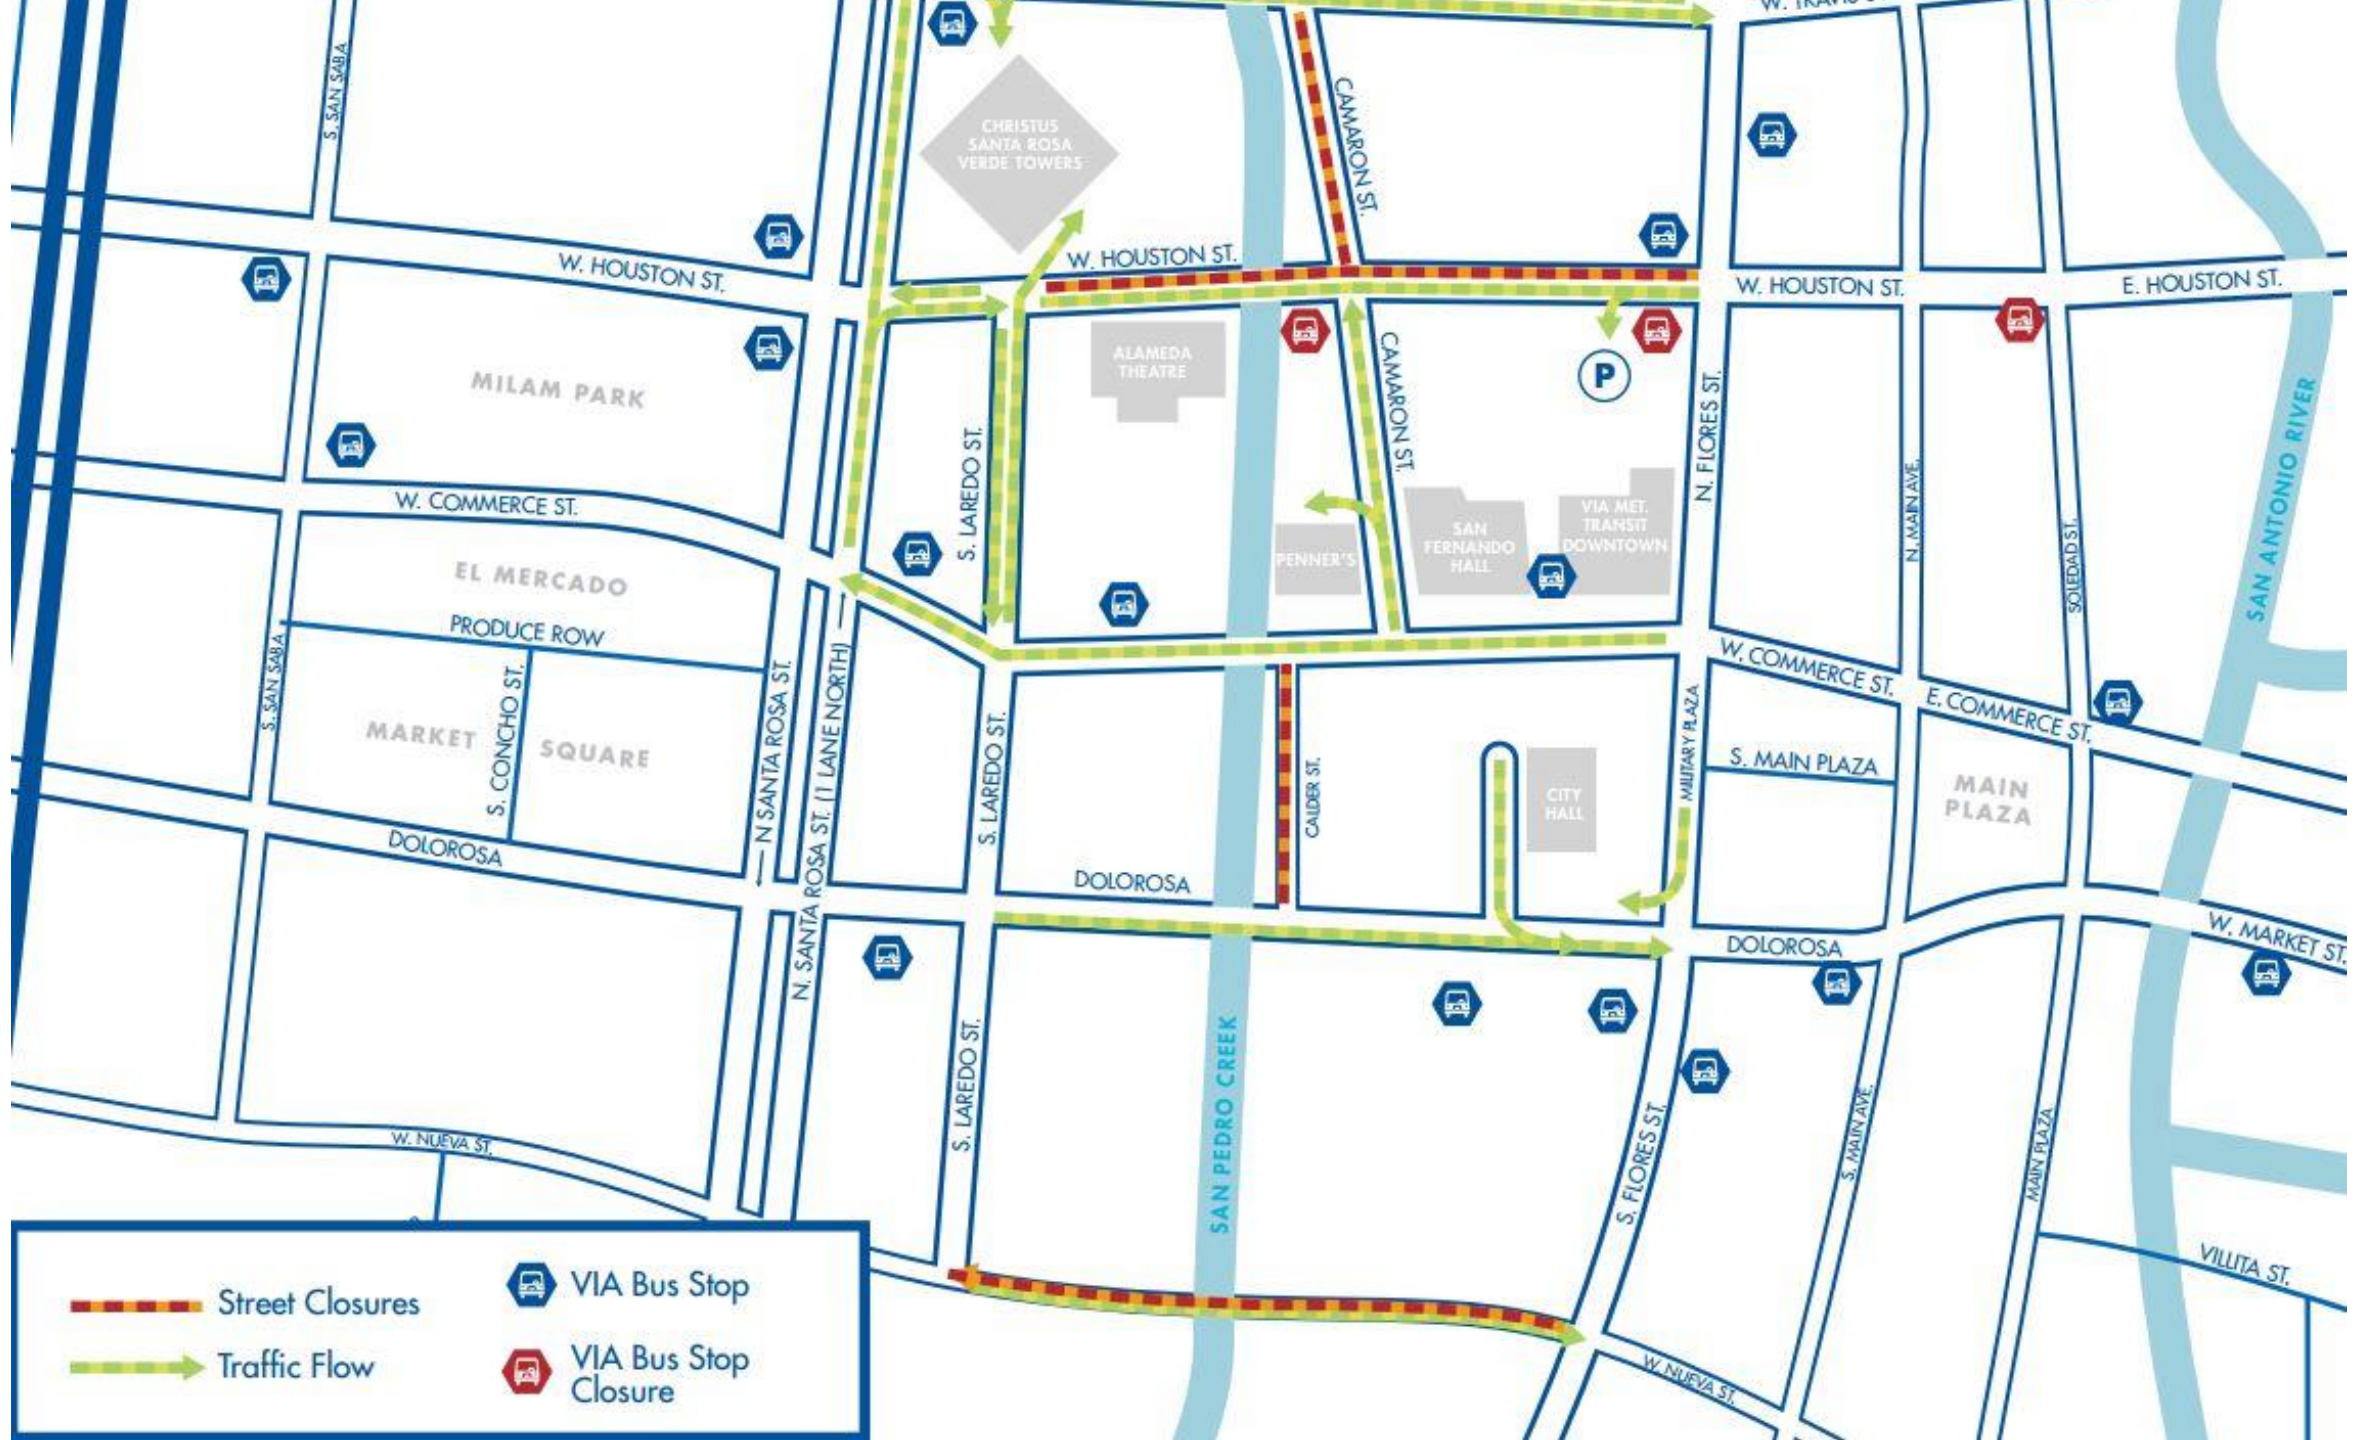 W. TRAVIS S
S. SAN SABA
CAMARON ST.
CHRISTUS
SANTA ROSA
VERDE TOWERS
W. HOUSTON ST.
W. HOUSTON ST.
W. HOUSTON ST.
E. HOUSTON ST.
ALAMEDA
THEATRE
MILAM PARK
CAMARON ST.
P
N. FLORES ST.
SAN ANTONIO RIVER
S. LAREDO ST.
N. MAIN AVE.
W. COMMERCE ST.
SAN
FERNANDO
HALL
VIA MET.
TRANSIT
DOWNTOWN
PENNER'S
SOLEDAD ST.
EL MERCADO
PRODUCE ROW
S. SAN SABA
S. CONCHO ST.
N SANTA ROSA ST.
N. SANTA ROSA ST. (1 LANE NORTH)
W. COMMERCE ST.
E. COMMERCE ST.
MARKET
SQUARE
S. LAREDO ST.
CALDER ST.
MILITARY PLAZA
S. MAIN PLAZA
MAIN
PLAZA
CITY
HALL
DOLOROSA
DOLOROSA
DOLOROSA
W. MARKET ST.
S. LAREDO ST.
SAN PEDRO CREEK
S. FLORES ST.
S. MAIN AVE.
MAIN PLAZA
W. NUEVA ST.
VILLITA ST.
W. NUEVA ST.
Street Closures
Traffic Flow
VIA Bus Stop
VIA Bus Stop
Closure